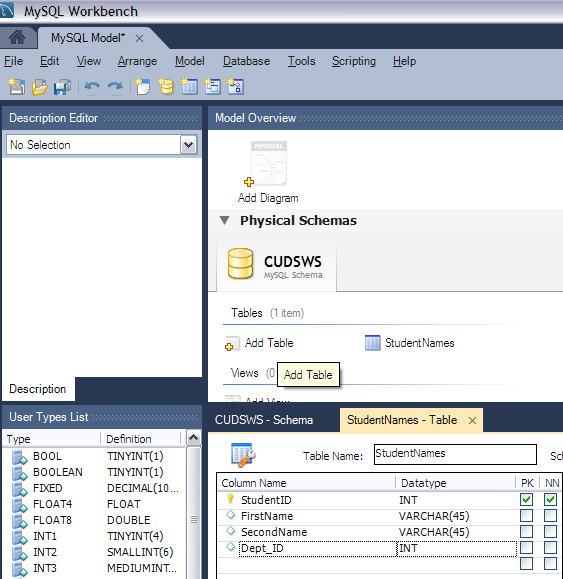 MySQL Workbench
MySQL Model*
File Edit View Arrange Model Database Tools Scripting Help
Description Editor
No Selection
Description
Model Overview
PHYSICAL
Add Diagram
Physical Schemas
CUDSWS
MySQL Schema
Tables (1 item)
Add Table StudentNames
Views (0
Add Table
Add View
User Types List
Type Definition
BOOL TINYINT(1)
BOOLEAN TINYINT(1)
FIXED DECIMAL(10...
FLOAT4 FLOAT
FLOAT8 DOUBLE
INT1 TINYINT(4)
INT2 SMALLINT(6)
INT3 MEDIUMINT
CUDSWS - Schema StudentNames - Table
Table Name: StudentNames Sch
Column Name Datatype PK NN
StudentID INT
FirstName VARCHAR(45)
SecondName VARCHAR(45)
Dept_ID INT